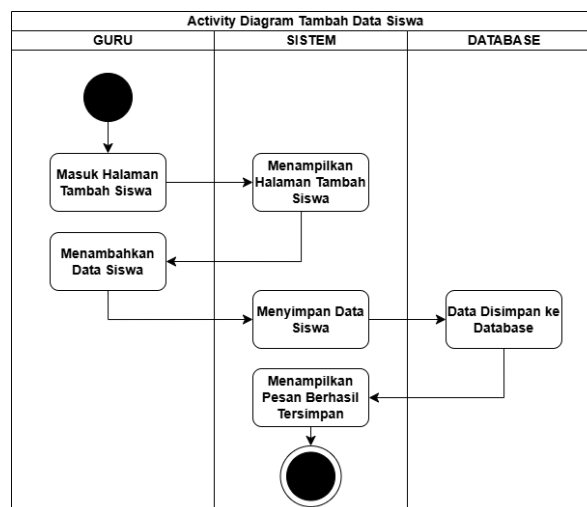 Activity Diagram Tambah Data Siswa
GURU
SISTEM
DATABASE
Masuk Halaman
Tambah Siswa
Menampilkan
Halaman Tambah
Siswa
Menambahkan
Data Siswa
Menyimpan Data
Siswa
Data Disimpan ke
Database
Menampilkan
Pesan Berhasil
Tersimpan